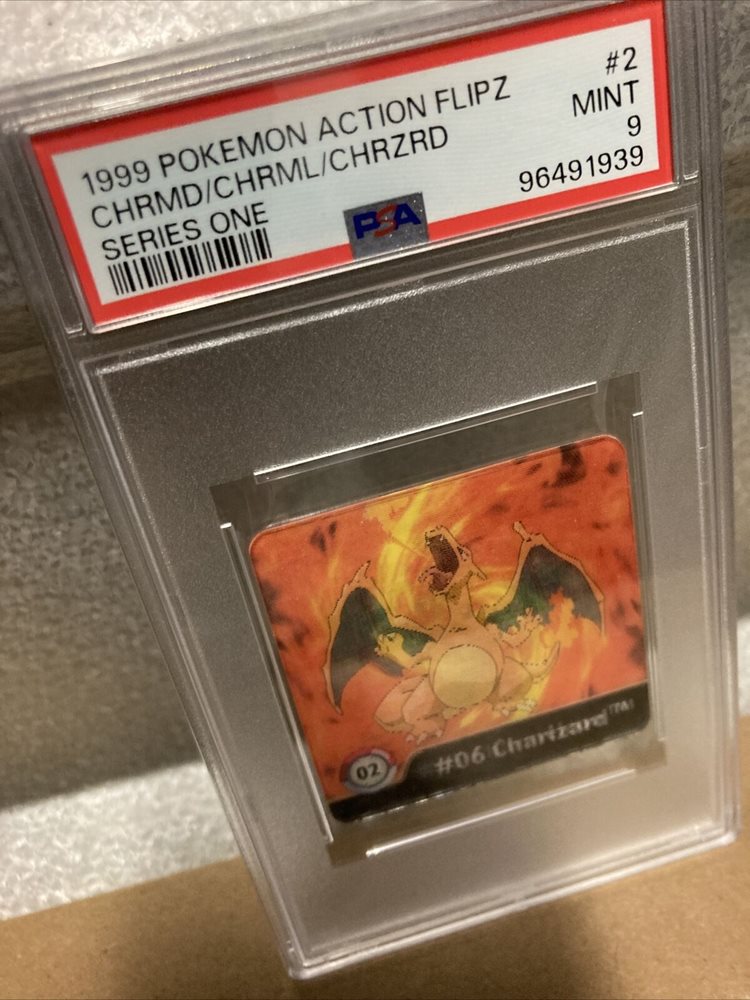 1999 POKEMON ACTION FLIPZ #2
CHRMD/CHRML/CHRZRD MINT
SERIES ONE 9
PSA 96491939
02 #06 Charizard™